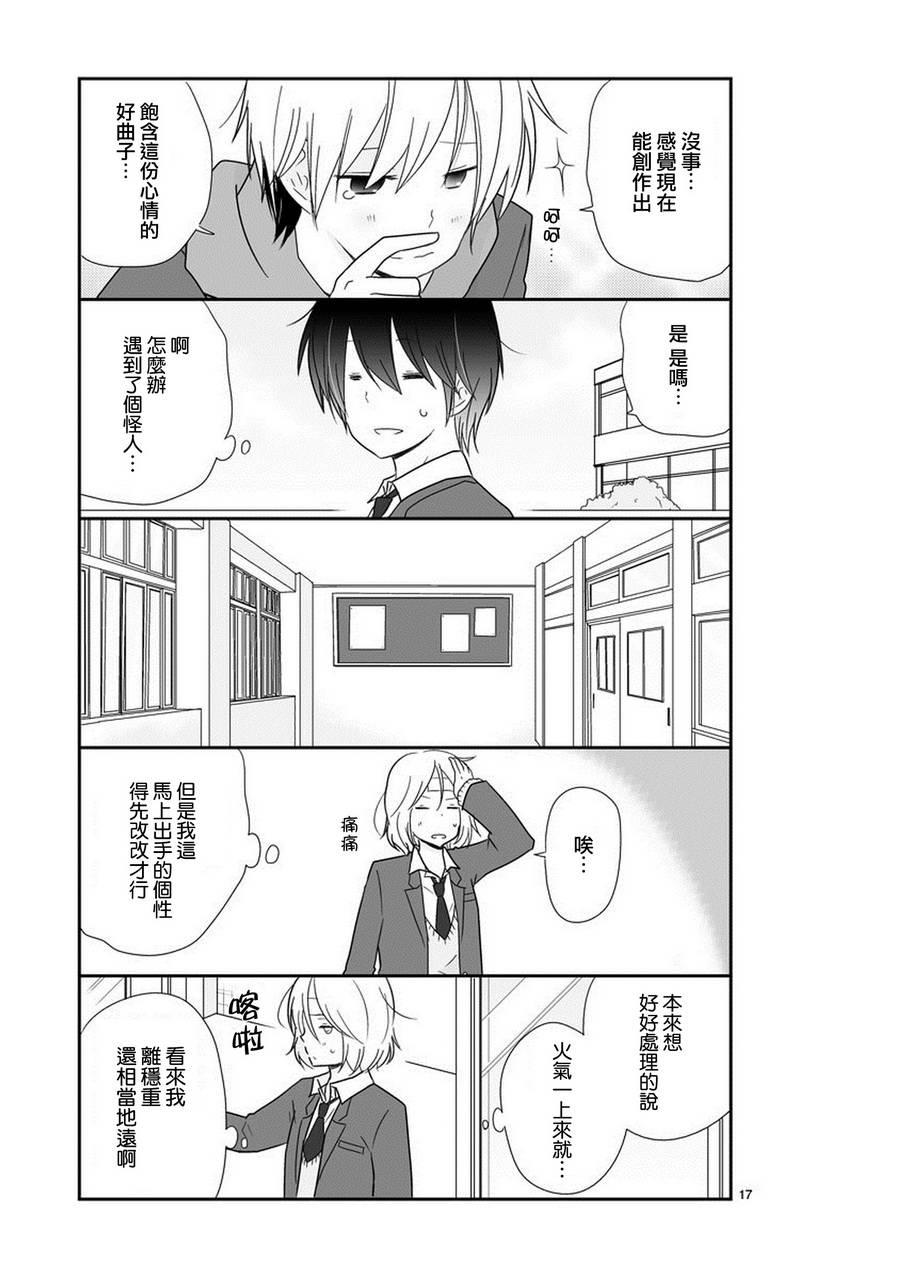 沒事…
感覺現在
能創作出
呵呵…
飽含這份心情的
好曲子…
是是嗎…
啊
怎麼辦
遇到了個怪人…
唉…
痛痛
但是我這
馬上出手的個性
得先改改才行
本來想
好好處理的說
火氣一上來就…
喀啦
看來我
離穩重
還相當地遠啊
17